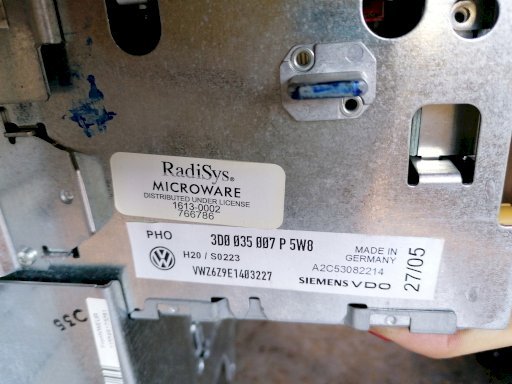 RadiSys®
MICROWARE
DISTRIBUTED UNDER LICENSE
1613-0002
766786
PHO
3D0 035 007 P 5W8
H20 / S0223
VWZ6Z9E1403227
MADE IN
GERMANY
A2C53082214
SIEMENS VDO
27/05
335